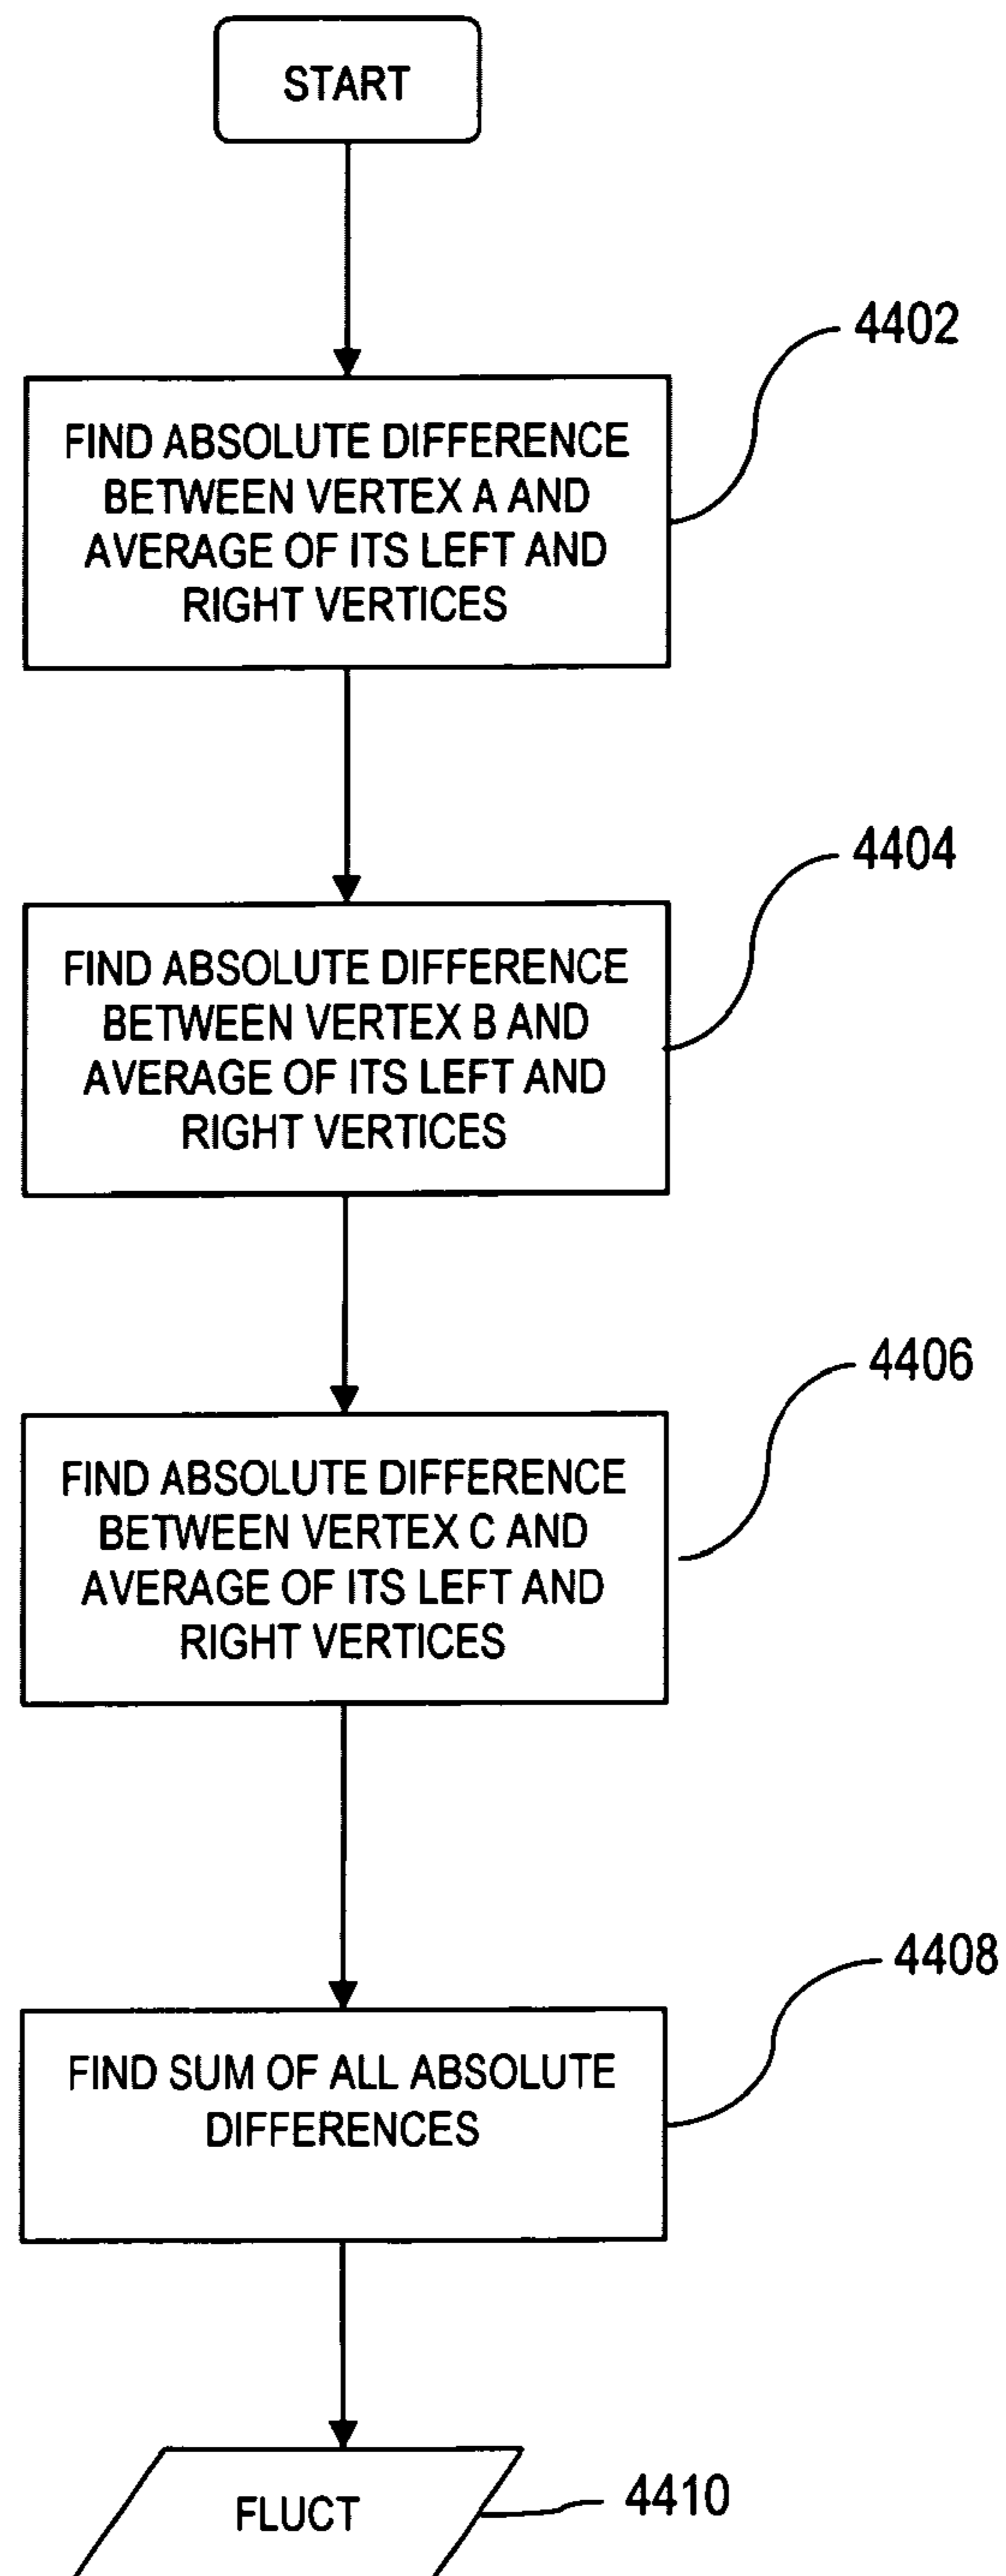 START
4402
FIND ABSOLUTE DIFFERENCE
BETWEEN VERTEX A AND
AVERAGE OF ITS LEFT AND
RIGHT VERTICES
4404
FIND ABSOLUTE DIFFERENCE
BETWEEN VERTEX B AND
AVERAGE OF ITS LEFT AND
RIGHT VERTICES
4406
FIND ABSOLUTE DIFFERENCE
BETWEEN VERTEX C AND
AVERAGE OF ITS LEFT AND
RIGHT VERTICES
4408
FIND SUM OF ALL ABSOLUTE
DIFFERENCES
FLUCT
4410